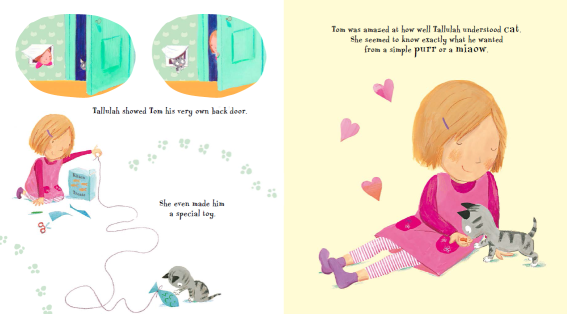 Tallulah showed Tom his very own back door.
She even made him
a special toy.
Tom was amazed at how well Tallulah understood cat.
She seemed to know exactly what he wanted
from a simple purr or a miaow.